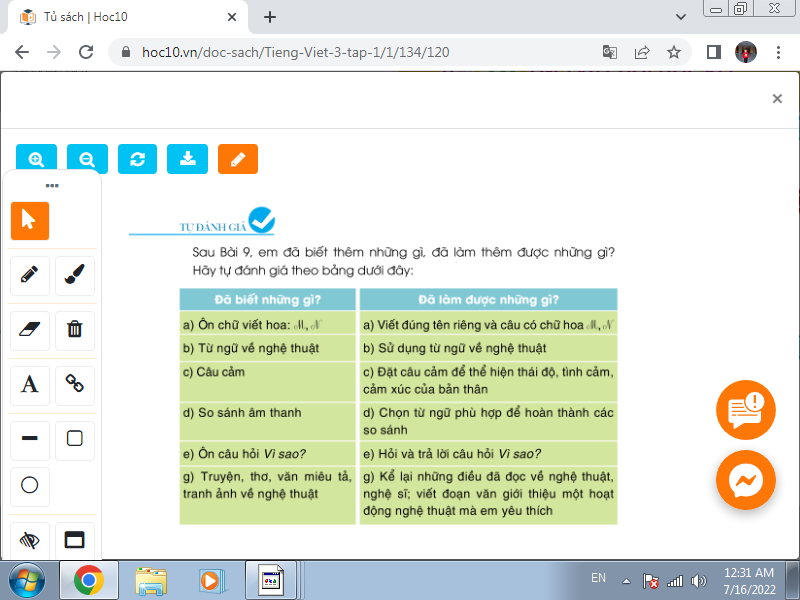 Tủ sách | Hoc10
hoc10.vn/doc-sach/Tieng-Viet-3-tap-1/1/134/120
TỰ ĐÁNH GIÁ
Sau Bài 9, em đã biết thêm những gì, đã làm thêm được những gì?
Hãy tự đánh giá theo bảng dưới đây:
Đã biết những gì? Đã làm được những gì?
a) Ôn chữ viết hoa: M, N a) Viết đúng tên riêng và câu có chữ hoa M, N
b) Từ ngữ về nghệ thuật b) Sử dụng từ ngữ về nghệ thuật
c) Câu cảm c) Đặt câu cảm để thể hiện thái độ, tình cảm,
cảm xúc của bản thân
d) So sánh âm thanh d) Chọn từ ngữ phù hợp để hoàn thành các
so sánh
e) Ôn câu hỏi Vì sao? e) Hỏi và trả lời câu hỏi Vì sao?
g) Truyện, thơ, văn miêu tả, g) Kể lại những điều đã đọc về nghệ thuật,
tranh ảnh về nghệ thuật nghệ sĩ; viết đoạn văn giới thiệu một hoạt
động nghệ thuật mà em yêu thích
A
EN
12:31 AM
7/16/2022